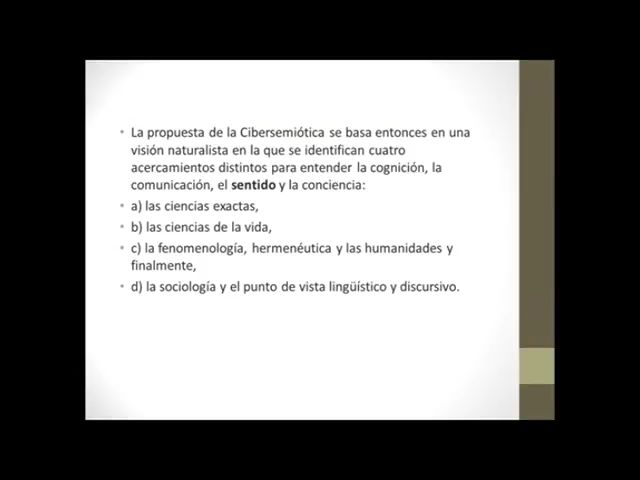 • La propuesta de la Cibersemiótica se basa entonces en una
visión naturalista en la que se identifican cuatro
acercamientos distintos para entender la cognición, la
comunicación, el sentido y la conciencia:
• a) las ciencias exactas,
• b) las ciencias de la vida,
• c) la fenomenología, hermenéutica y las humanidades y
finalmente,
• d) la sociología y el punto de vista lingüístico y discursivo.